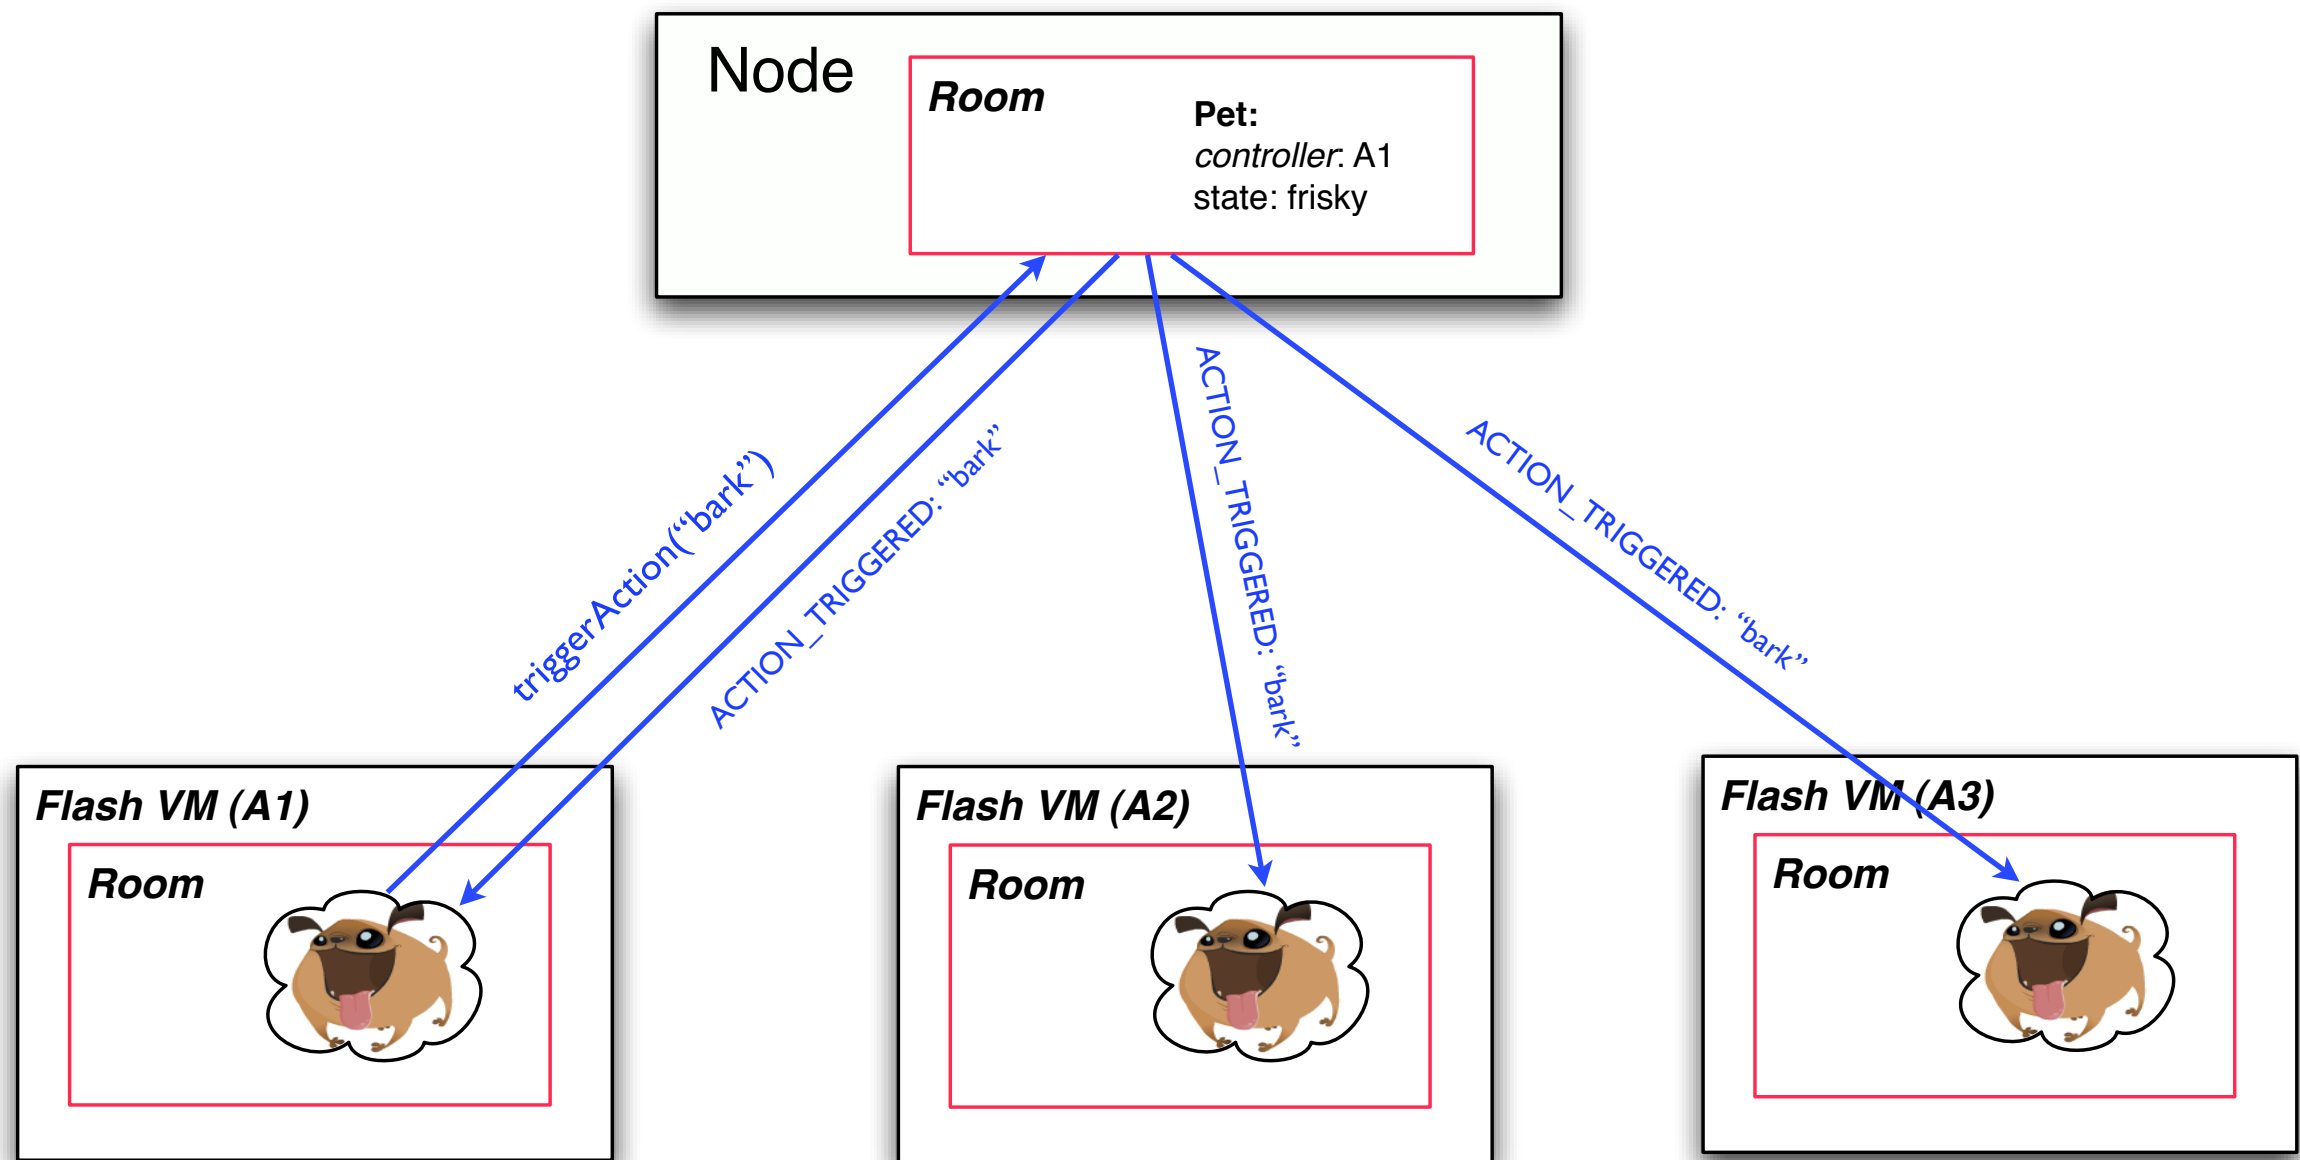 Node
Room
Pet:
controller: A1
state: frisky
triggerAction(“bark”)
ACTION_TRIGGERED: “bark”
ACTION_TRIGGERED: “bark”
ACTION_TRIGGERED: “bark”
Flash VM (A1)
Room
Flash VM (A2)
Room
Flash VM (A3)
Room